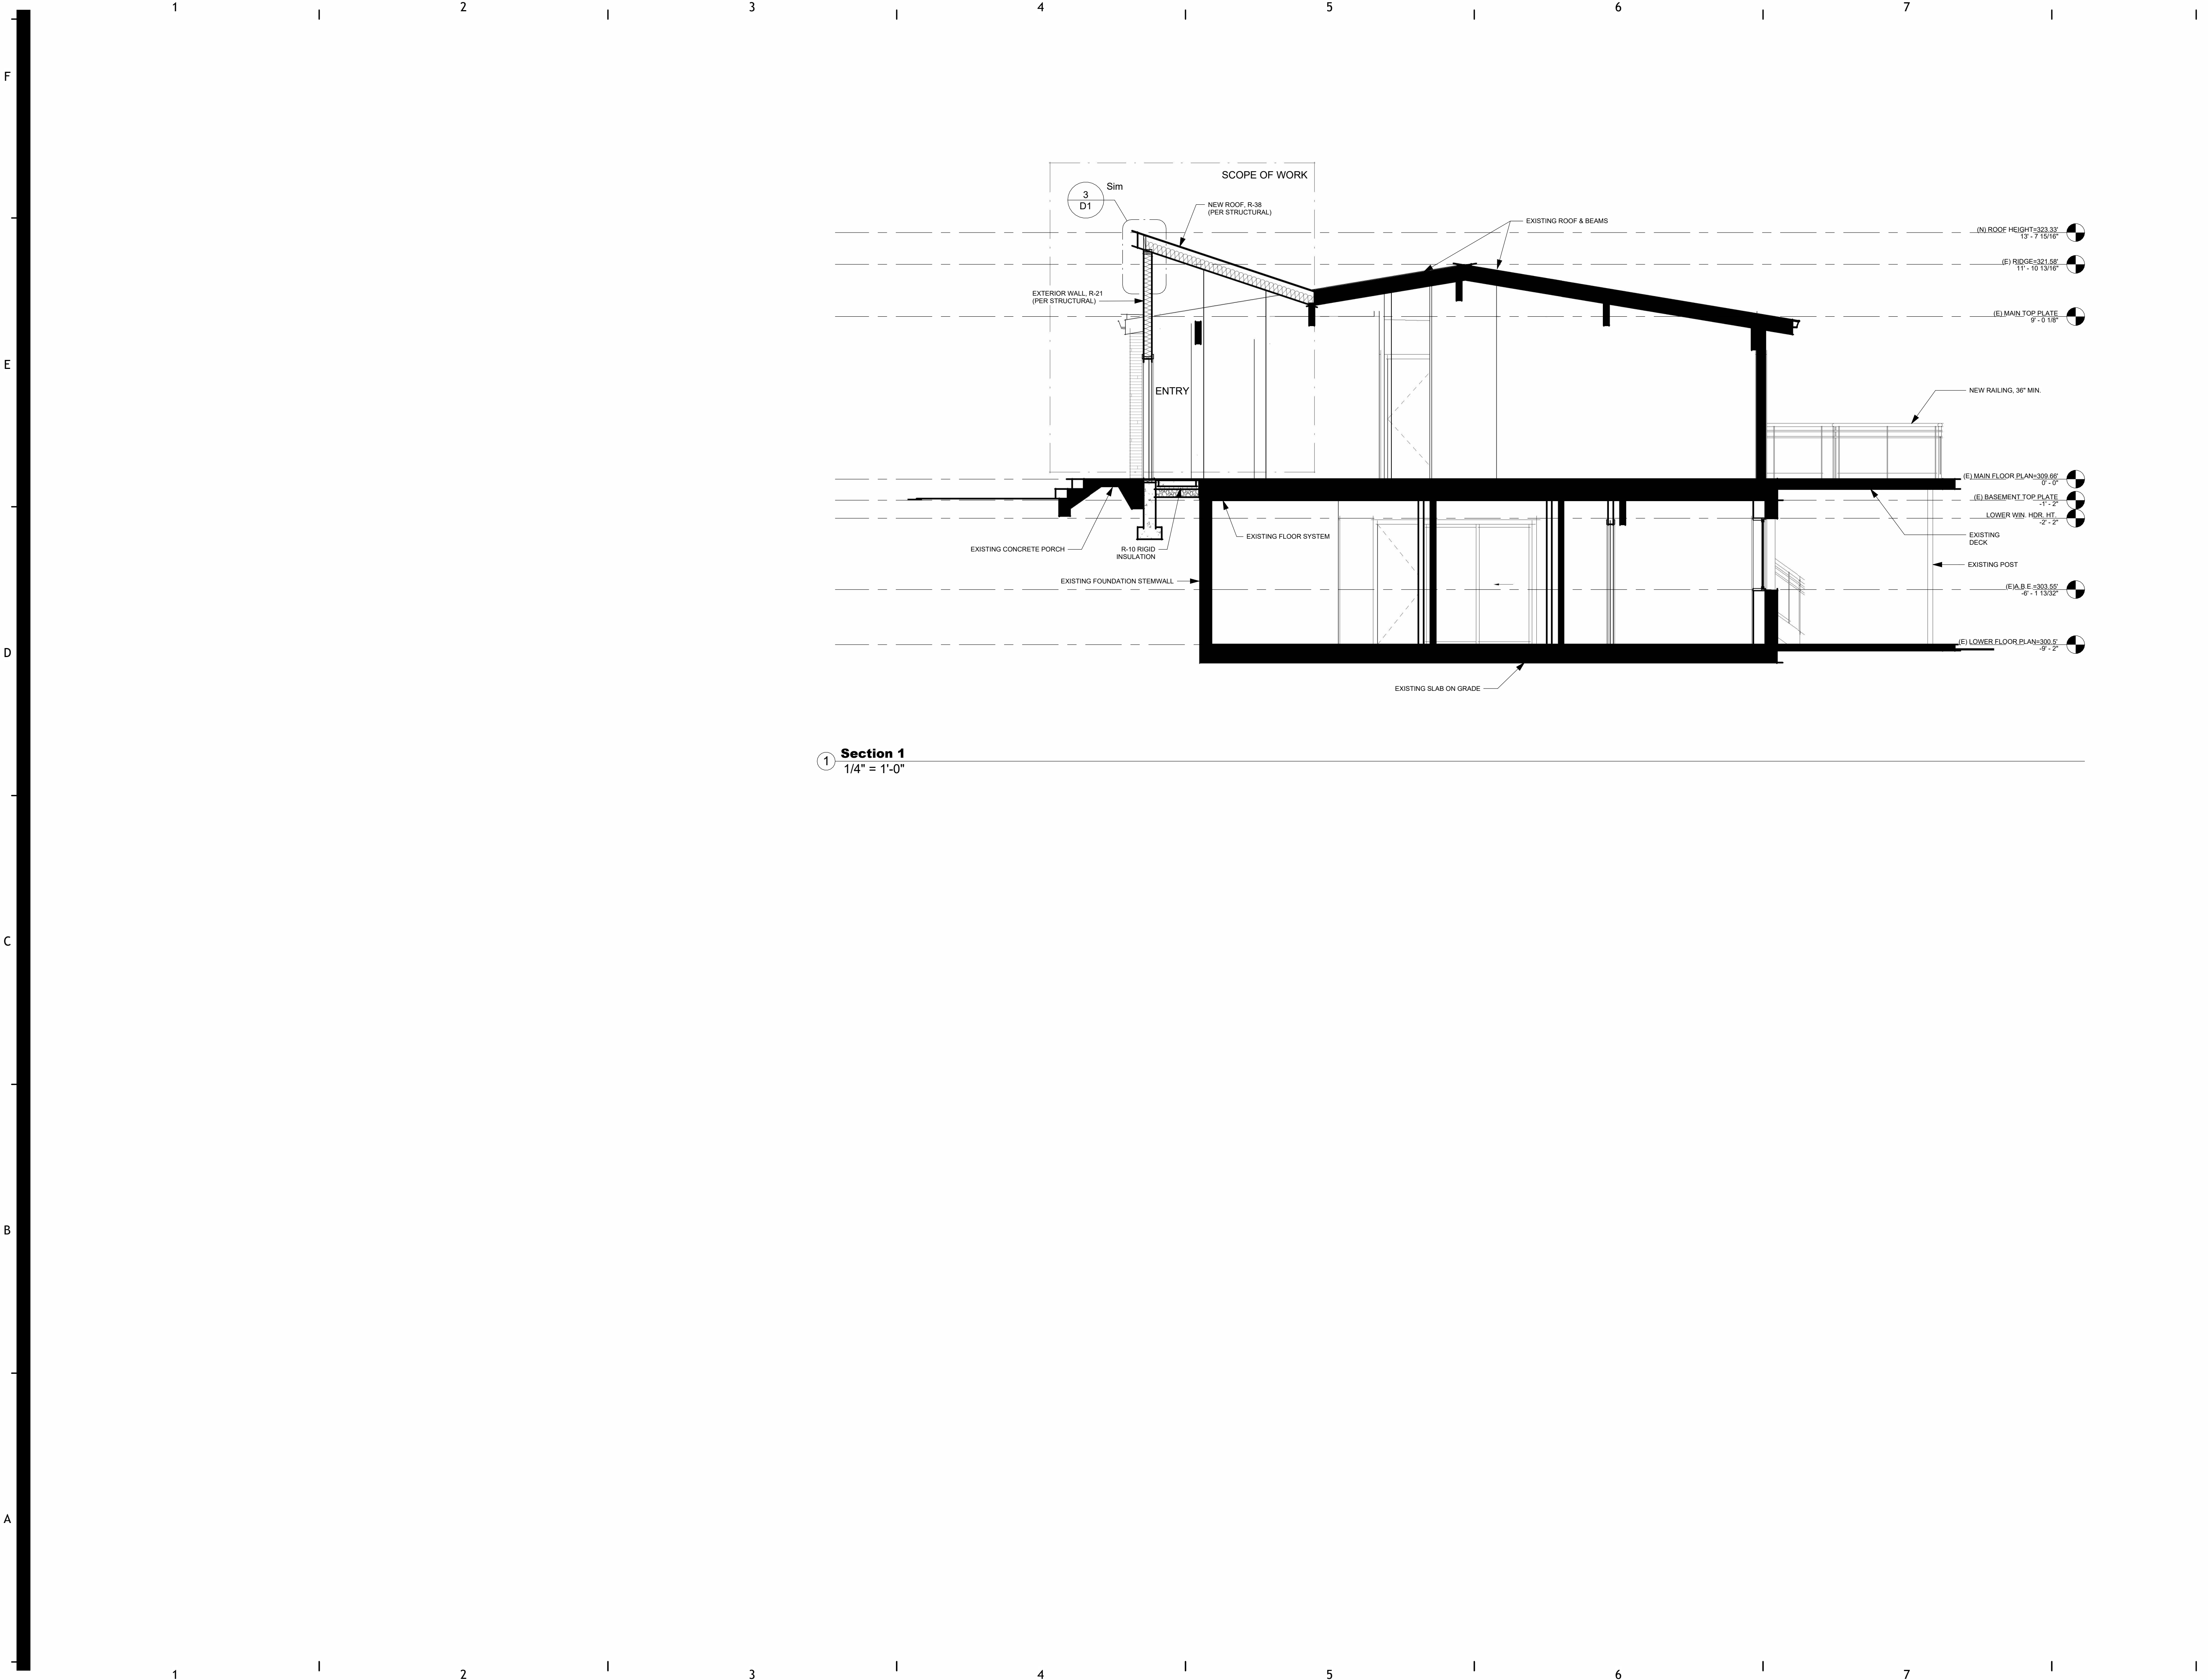 1 2 3 4 5 6 7
F
E
D
C
B
A
SCOPE OF WORK
Sim
3
D1
NEW ROOF, R-38
(PER STRUCTURAL)
EXISTING ROOF & BEAMS
(N) ROOF HEIGHT=323.33'
13' - 7 15/16"
(E) RIDGE=321.58'
11' - 10 13/16"
EXTERIOR WALL, R-21
(PER STRUCTURAL)
(E) MAIN TOP PLATE
9' - 0 1/8"
ENTRY
NEW RAILING, 36" MIN.
(E) MAIN FLOOR PLAN=309.66'
0' - 0"
(E) BASEMENT TOP PLATE
-1' - 2"
LOWER WIN. HDR. HT.
-2' - 2"
EXISTING CONCRETE PORCH
R-10 RIGID
INSULATION
EXISTING FLOOR SYSTEM
EXISTING
DECK
EXISTING POST
EXISTING FOUNDATION STEMWALL
(E)A.B.E.=303.55'
-6' - 1 13/32"
(E) LOWER FLOOR PLAN=300.5'
-9' - 2"
EXISTING SLAB ON GRADE
1
Section 1
1/4" = 1'-0"
1 2 3 4 5 6 7